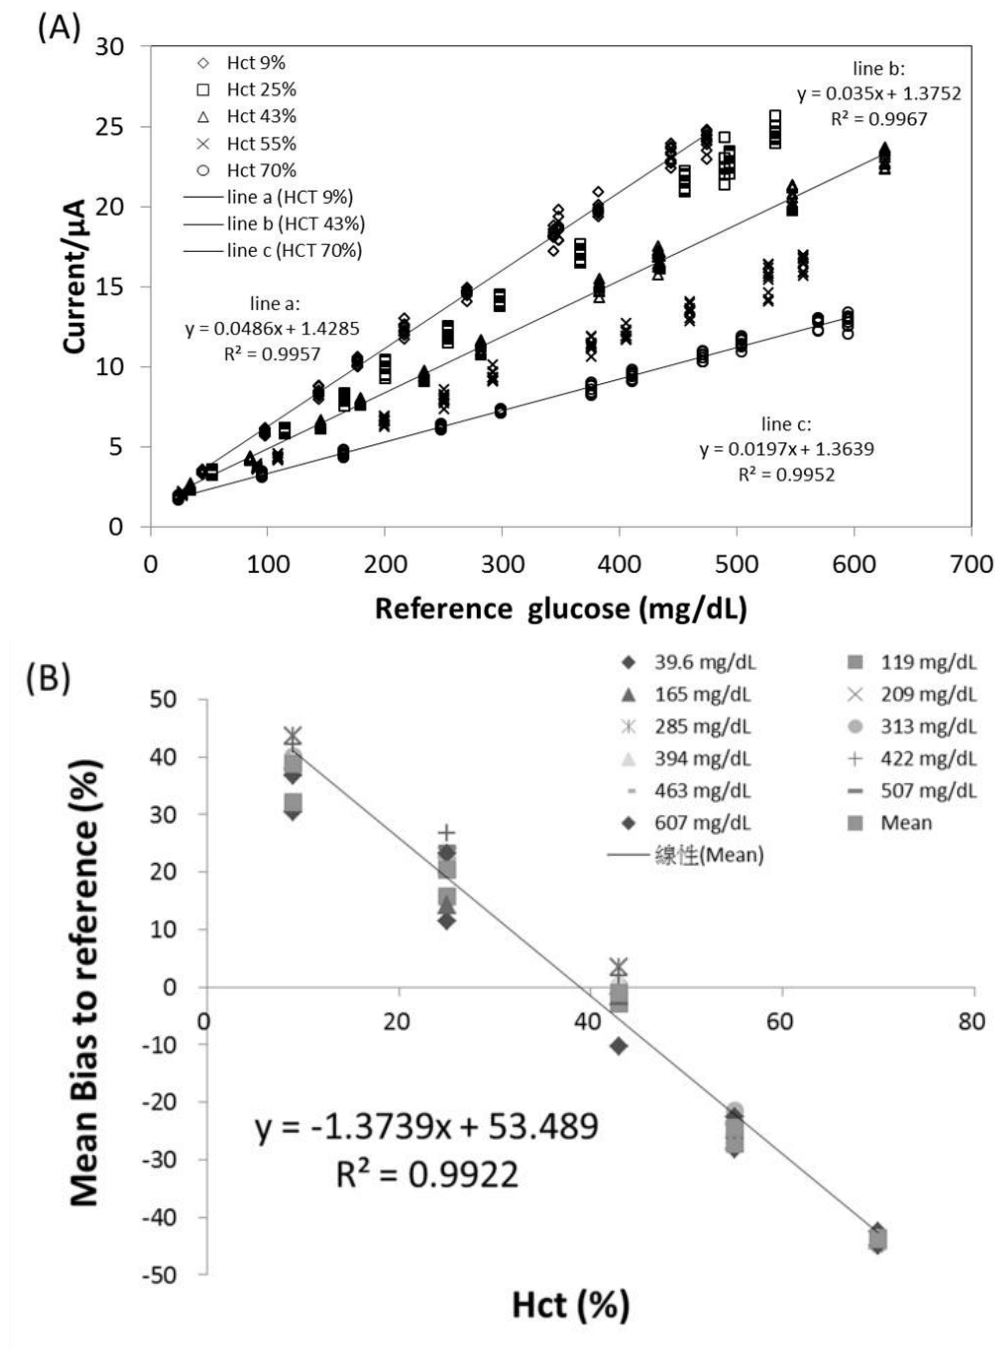 (A)
30
25
20
15
10
5
0
Current/μA
Hct 9%
Hct 25%
Hct 43%
Hct 55%
Hct 70%
line a (HCT 9%)
line b (HCT 43%)
line c (HCT 70%)
line a:
y = 0.0486x + 1.4285
R² = 0.9957
line b:
y = 0.035x + 1.3752
R² = 0.9967
line c:
y = 0.0197x + 1.3639
R² = 0.9952
0 100 200 300 400 500 600 700
Reference glucose (mg/dL)
(B)
39.6 mg/dL 119 mg/dL
165 mg/dL 209 mg/dL
285 mg/dL 313 mg/dL
394 mg/dL 422 mg/dL
463 mg/dL 507 mg/dL
607 mg/dL Mean
線性(Mean)
50
40
30
20
10
0
-10
-20
-30
-40
-50
Mean Bias to reference (%)
0 20 40 60 80
y = -1.3739x + 53.489
R² = 0.9922
Hct (%)